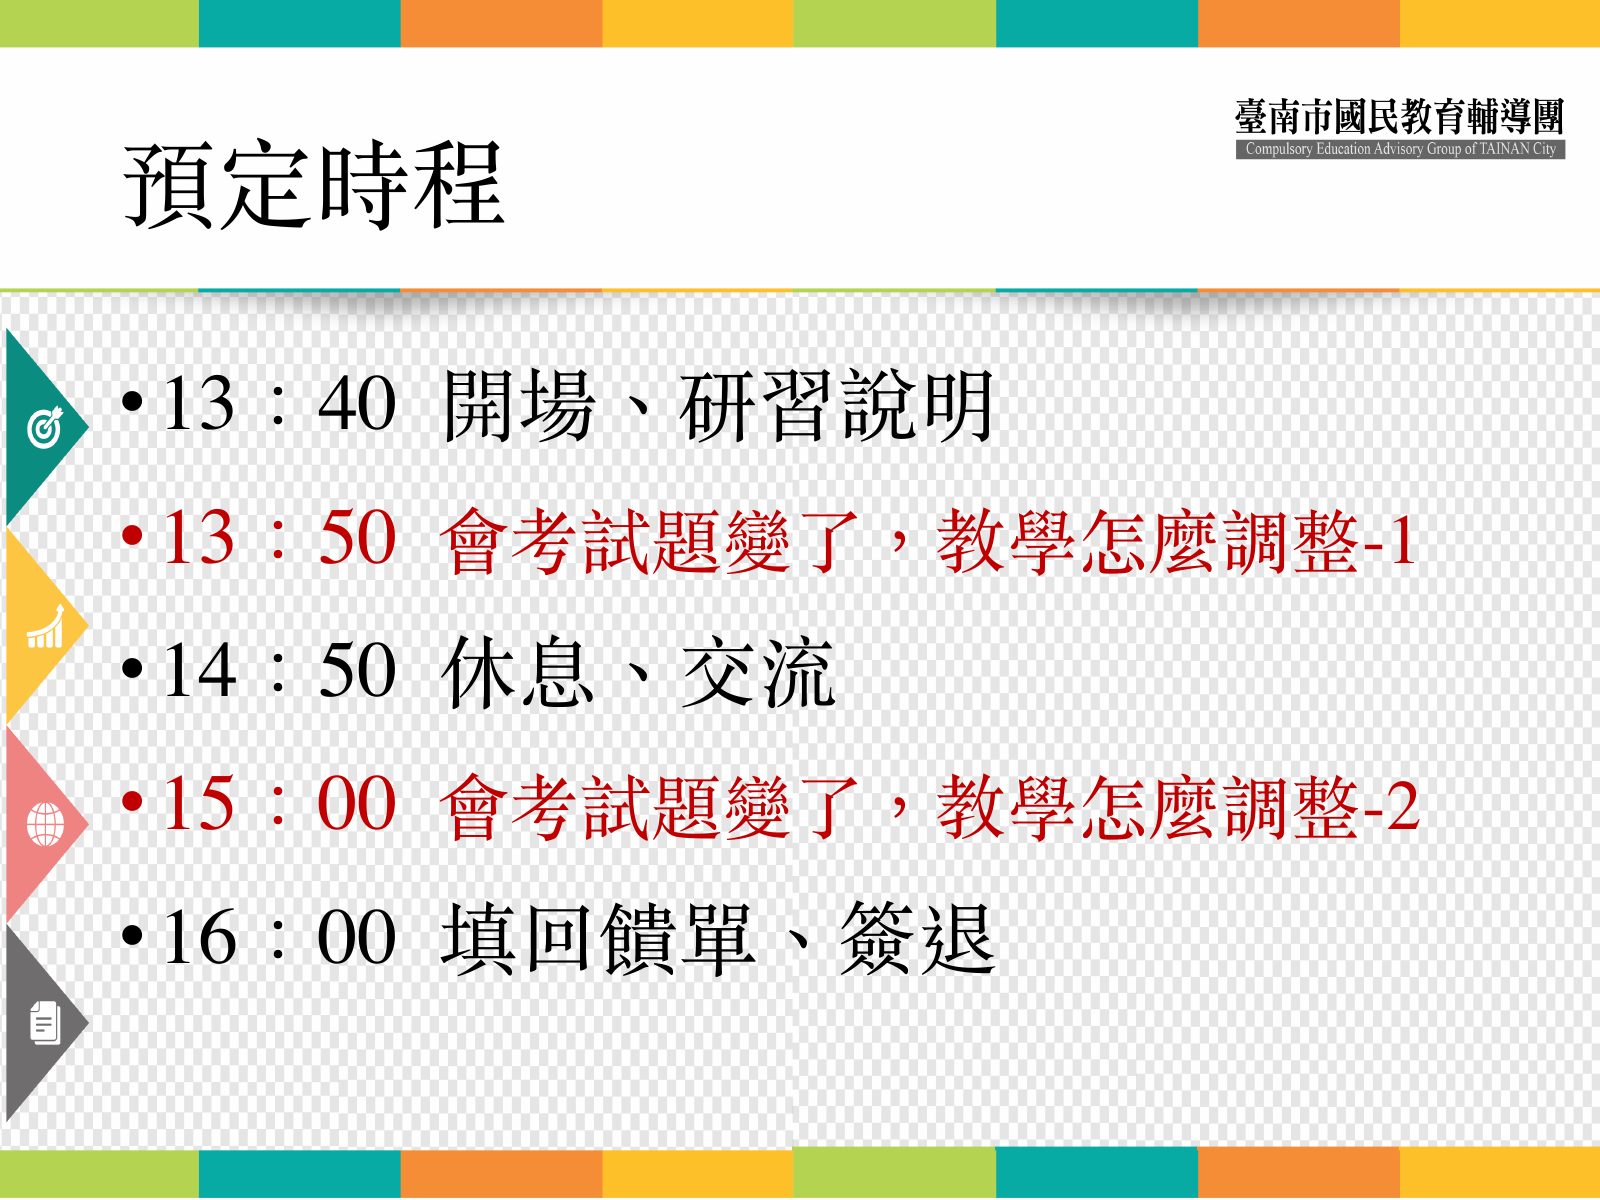 臺南市國民教育輔導團
Compulsory Education Advisory Group of TAINAN City
預定時程
•13：40 開場、研習說明
•13：50 會考試題變了，教學怎麼調整-1
•14：50 休息、交流
•15：00 會考試題變了，教學怎麼調整-2
•16：00 填回饋單、簽退